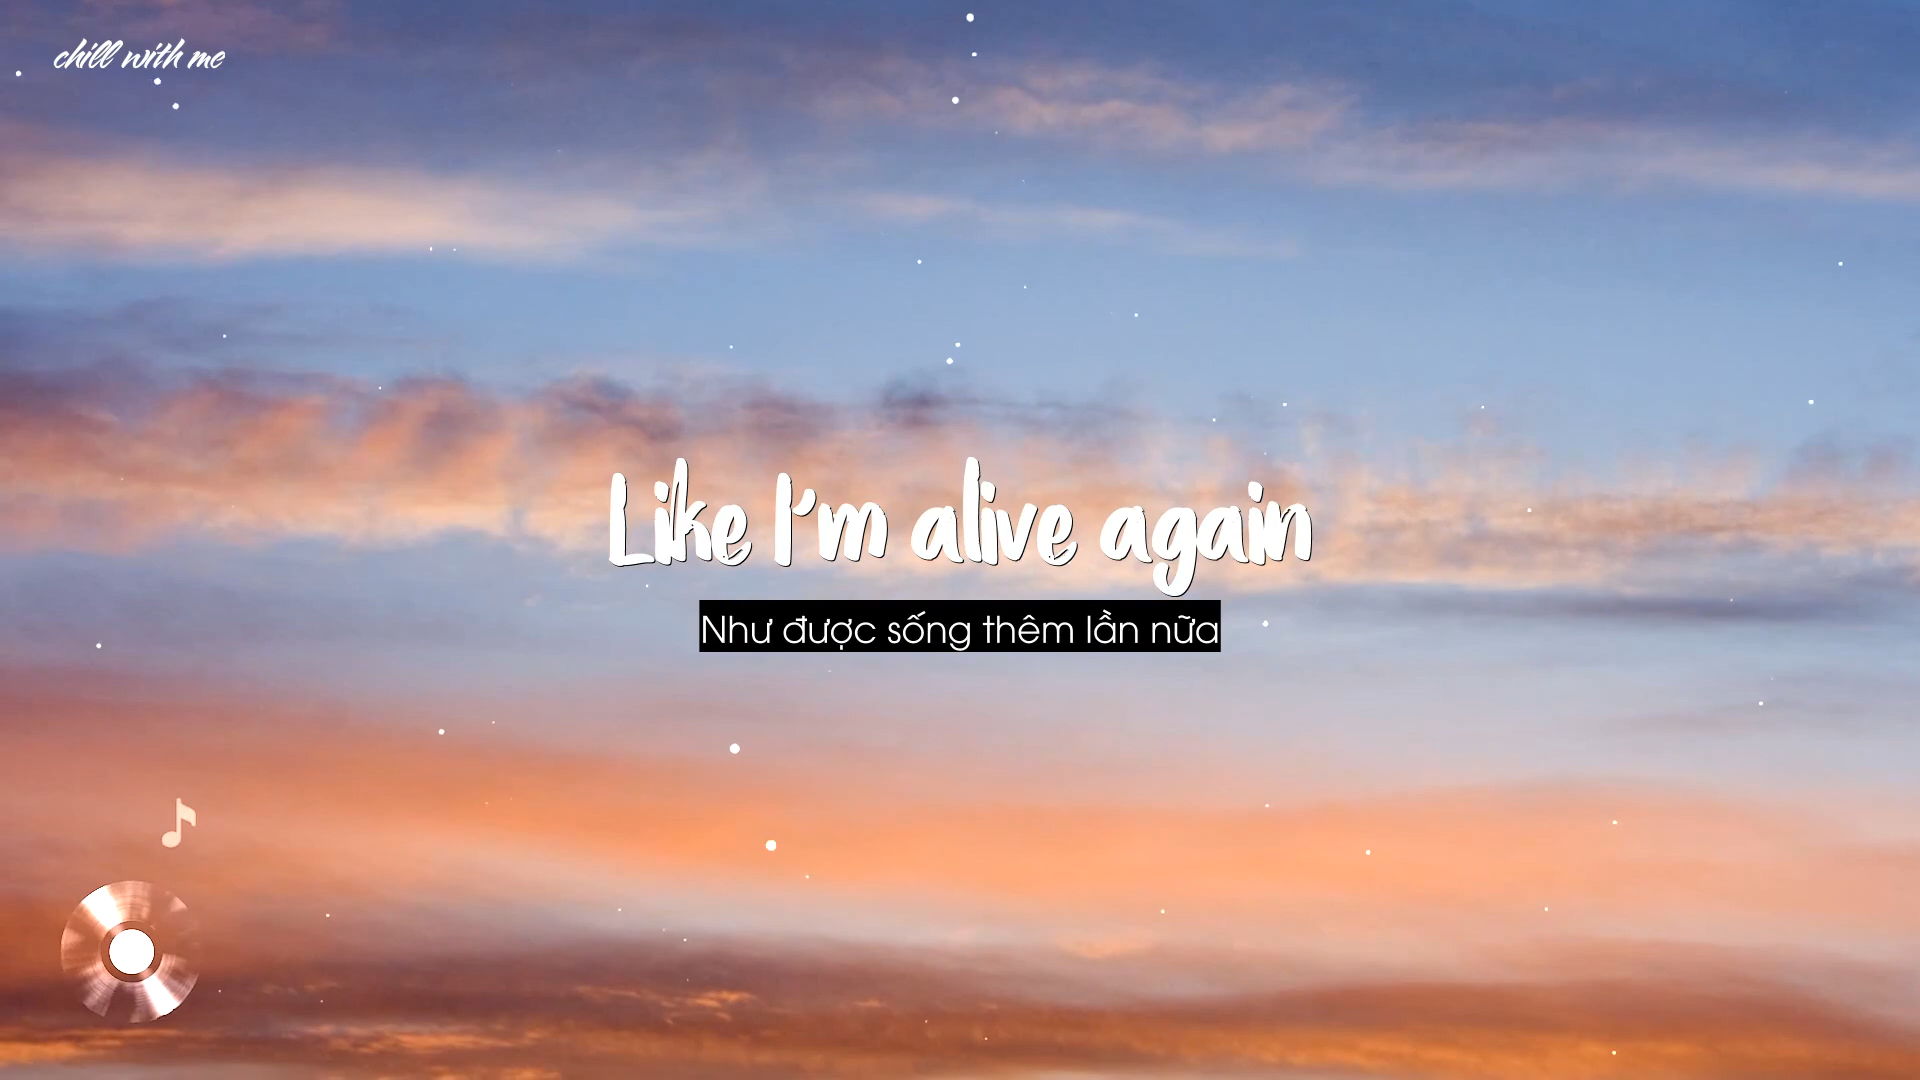 chill with me
Like I'm alive again
Như được sống thêm lần nữa